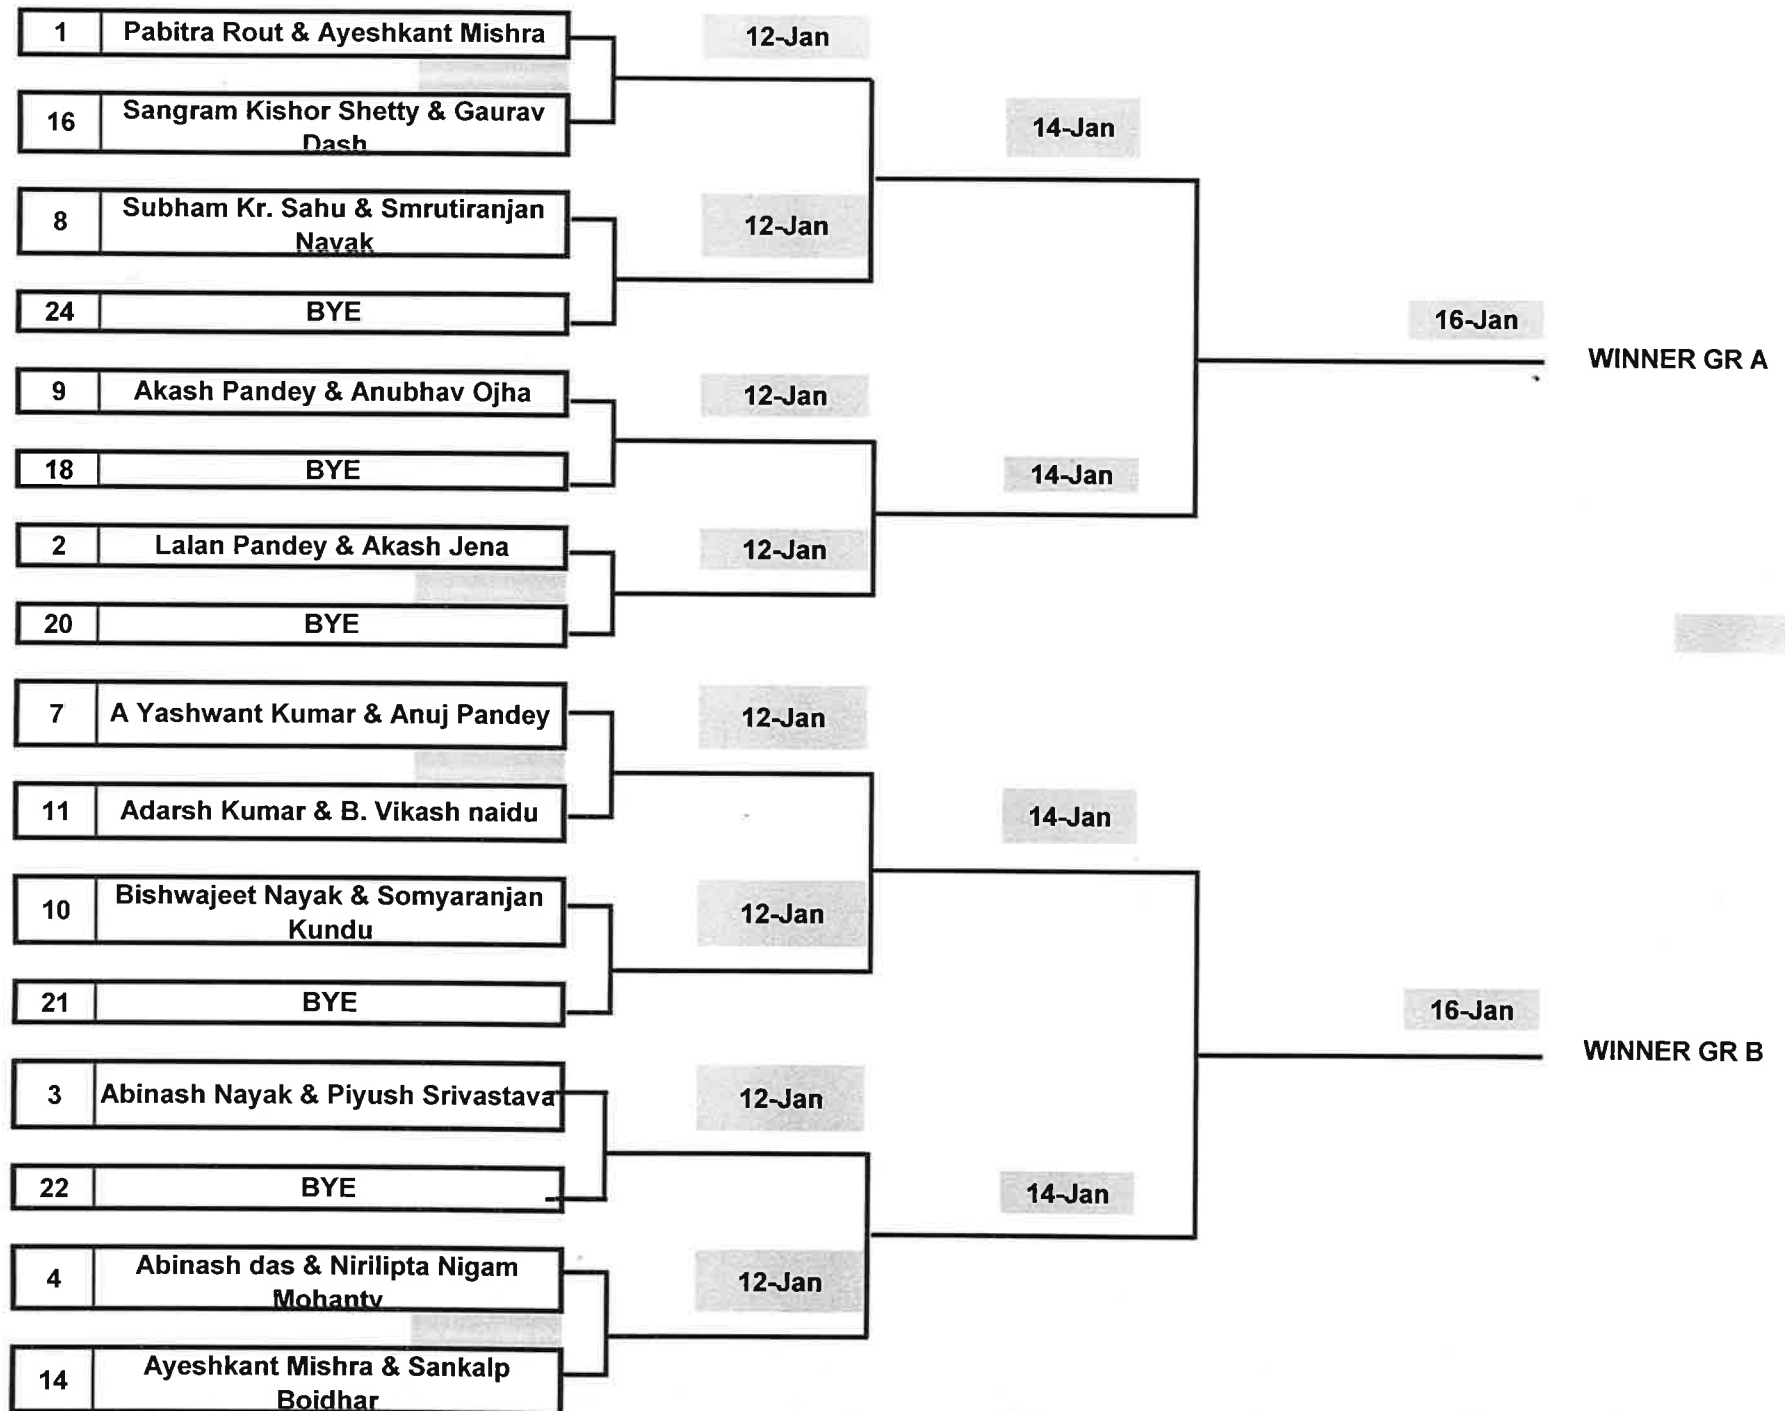 1 Pabitra Rout & Ayeshkant Mishra
12-Jan
16 Sangram Kishor Shetty & Gaurav
Dash
14-Jan
8 Subham Kr. Sahu & Smrutiranjan
Nayak
12-Jan
24 BYE
16-Jan
WINNER GR A
9 Akash Pandey & Anubhav Ojha
12-Jan
18 BYE
14-Jan
2 Lalan Pandey & Akash Jena
12-Jan
20 BYE
7 A Yashwant Kumar & Anuj Pandey
12-Jan
11 Adarsh Kumar & B. Vikash naidu
14-Jan
10 Bishwajeet Nayak & Somyaranjan
Kundu
12-Jan
21 BYE
16-Jan
WINNER GR B
3 Abinash Nayak & Piyush Srivastava
12-Jan
22 BYE
14-Jan
4 Abinash das & Nirilipta Nigam
Mohanty
12-Jan
14 Ayeshkant Mishra & Sankalp
Boidhar